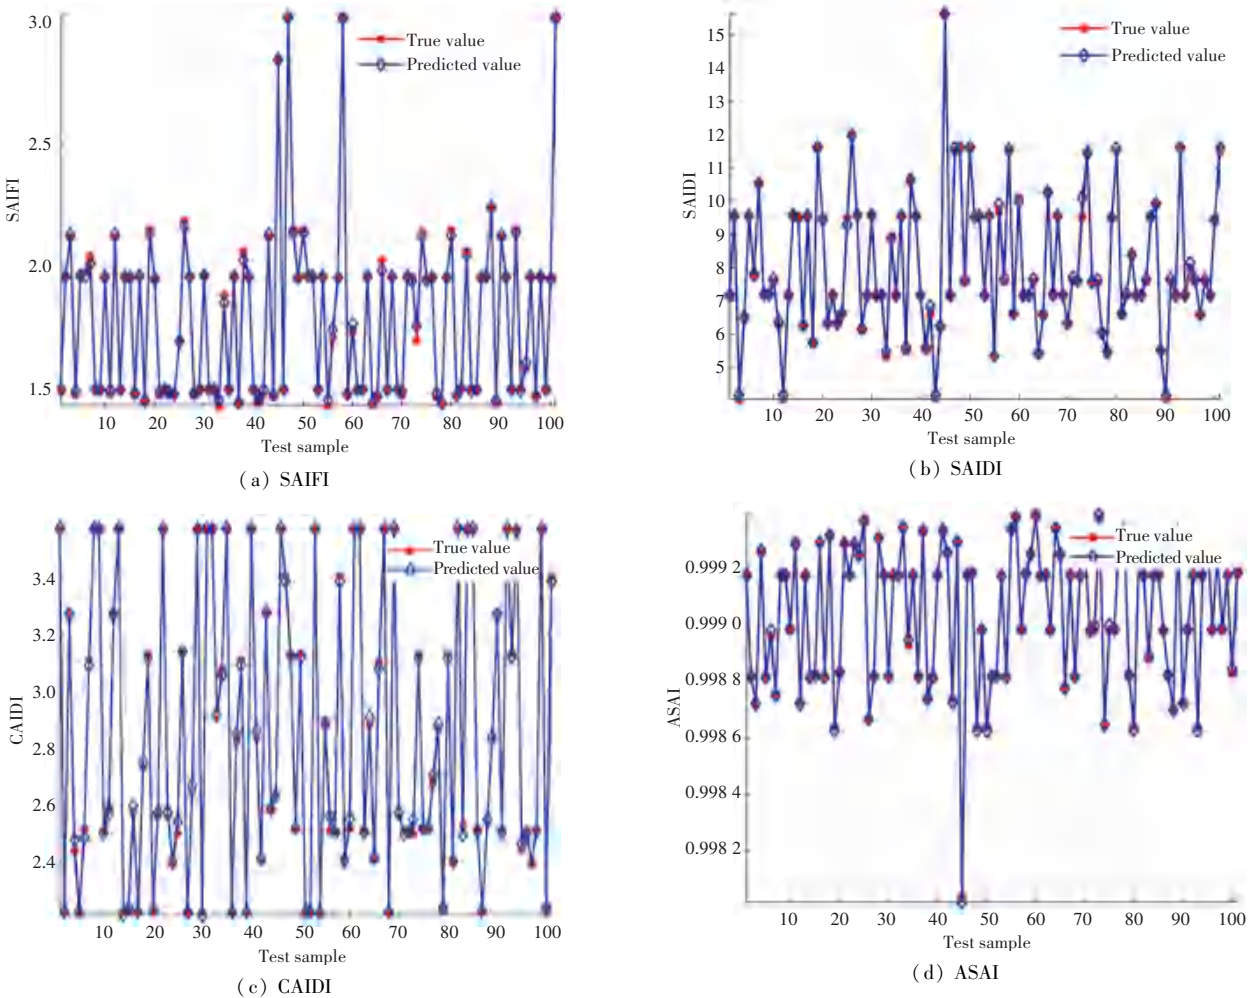 3.0
2.5
2.0
1.5
SAIFI
True value
Predicted value
10 20 30 40 50 60 70 80 90 100
Test sample
( a ) SAIFI
15
14
13
12
11
10
9
8
7
6
5
SAIDI
True value
Predicted value
10 20 30 40 50 60 70 80 90 100
Test sample
( b ) SAIDI
3.4
3.2
3.0
2.8
2.6
2.4
CAIDI
True value
Predicted value
10 20 30 40 50 60 70 80 90 100
Test sample
( c ) CAIDI
0.999 2
0.999 0
0.998 8
0.998 6
0.998 4
0.998 2
ASAI
True value
Predicted value
10 20 30 40 50 60 70 80 90 100
Test sample
( d ) ASAI